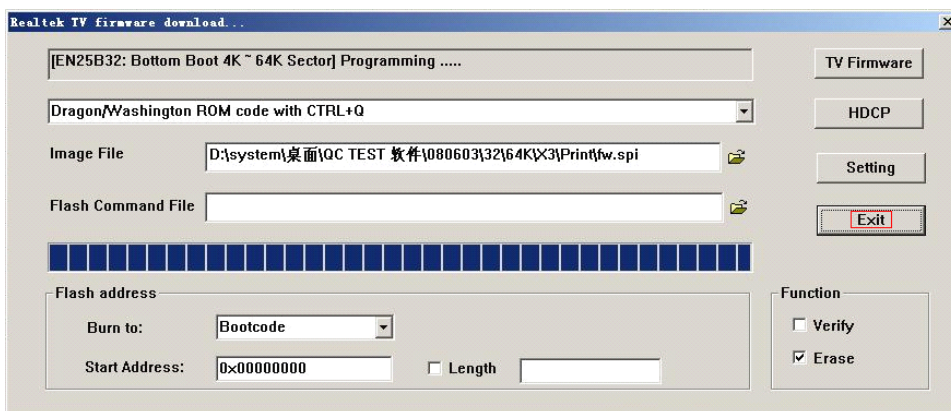 Realtek TV firmware download...
[EN25B32: Bottom Boot 4K ~ 64K Sector] Programming .....
TV Firmware
Dragon/Washington ROM code with CTRL+Q
HDCP
Image File
D:\system\桌面\QC TEST 软件\080603\32\64K\X3\Print\fw.spi
Setting
Flash Command File
Exit
Flash address
Function
Burn to:
Bootcode
Verify
Start Address:
0x00000000
Length
Erase